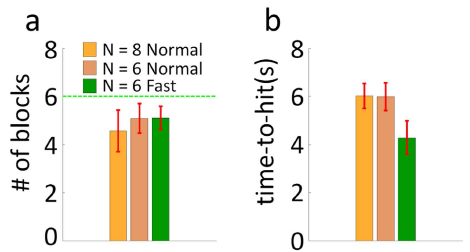 a
# of blocks
8
6
4
2
0
N = 8 Normal
N = 6 Normal
N = 6 Fast
b
time-to-hit(s)
8
6
4
2
0